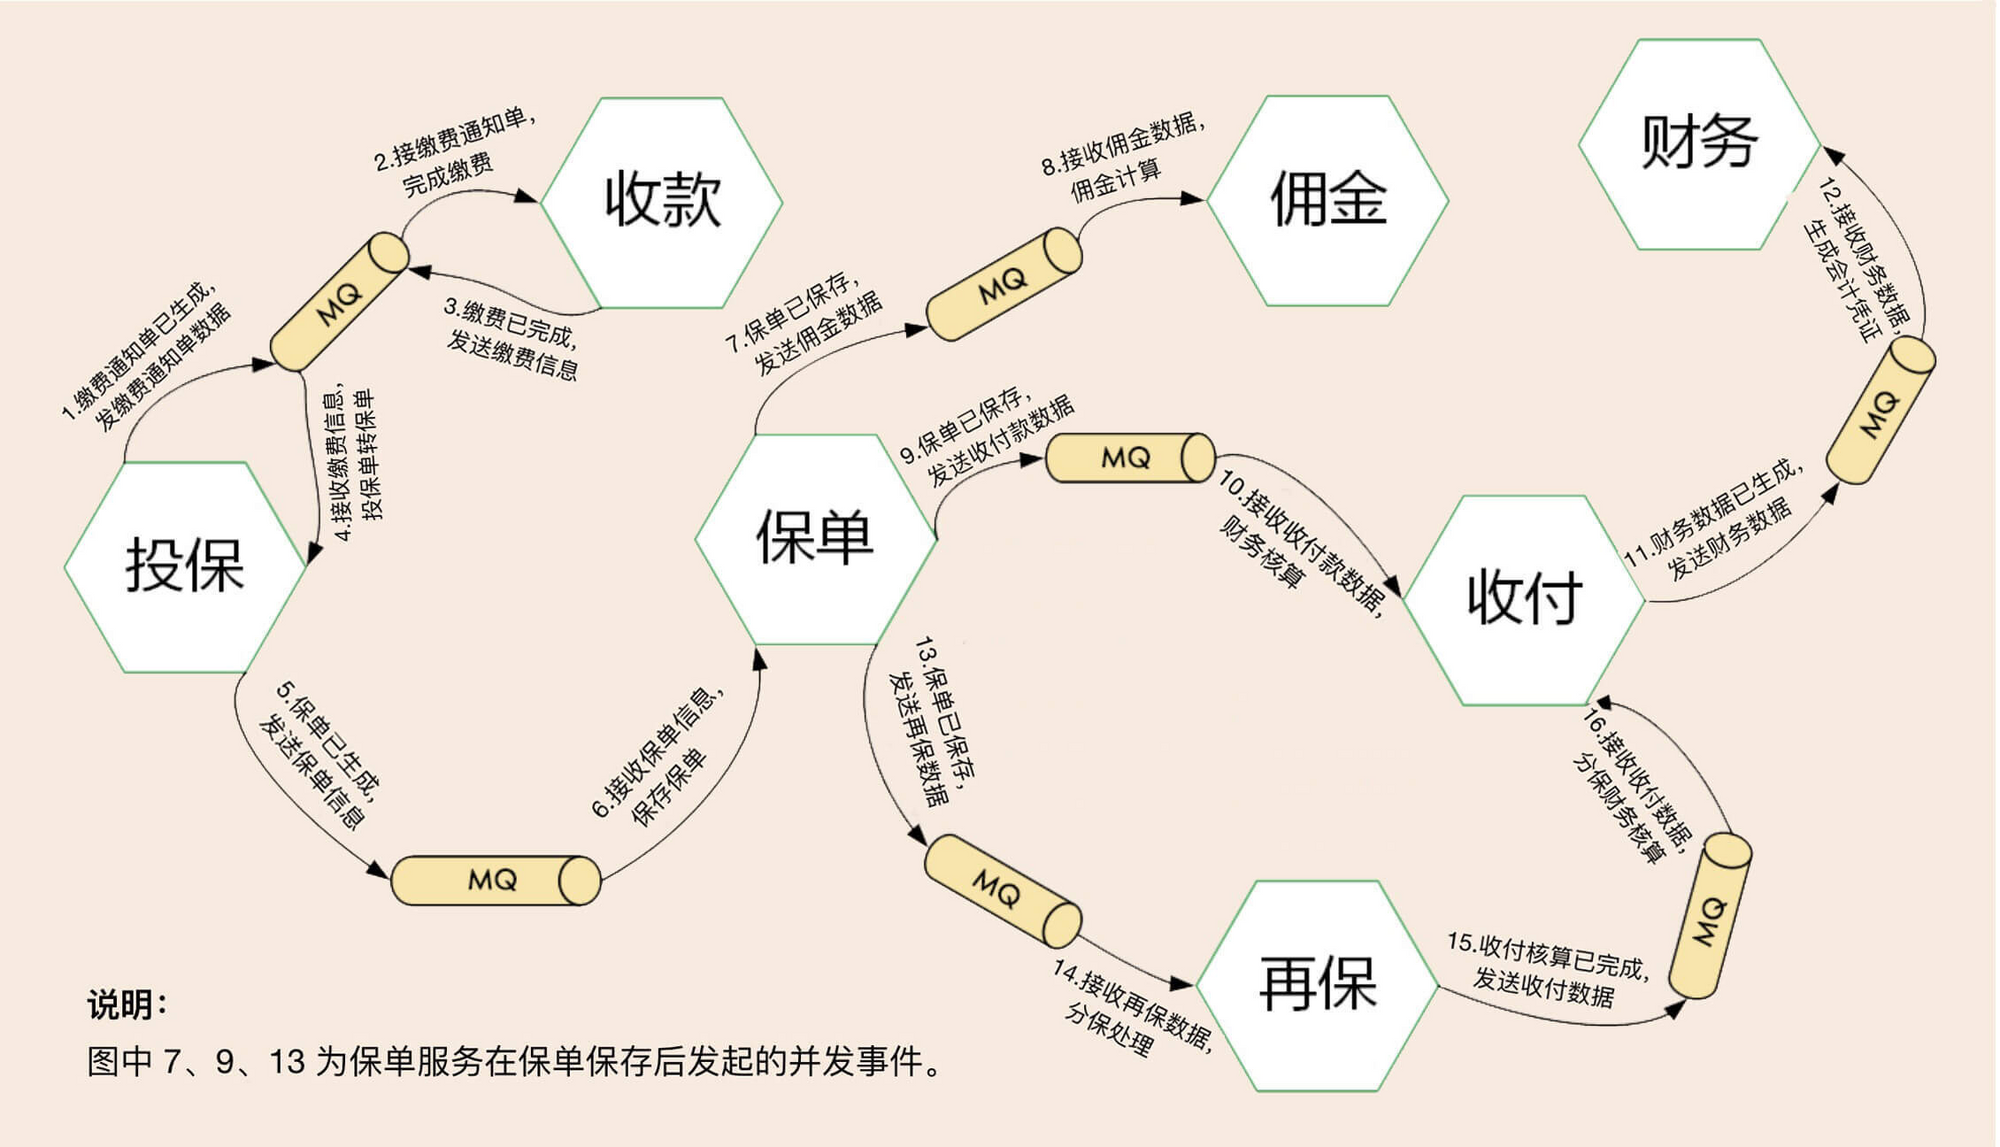 1.缴费通知单已生成,
发缴费通知单数据
MQ
2.接缴费通知单,
完成缴费
收款
3.缴费已完成,
发送缴费信息
4.接收缴费信息,
投保单转保单
投保
5.保单已生成,
发送保单信息
MQ
6.接收保单信息,
保存保单
保单
7.保单已保存,
发送佣金数据
MQ
8.接收佣金数据,
佣金计算
佣金
9.保单已保存,
发送收付款数据
MQ
10.接收收付款数据,
财务核算
收付
11.财务数据已生成,
发送财务数据
MQ
12.接收财务数据,
生成会计凭证
财务
13.保单已保存,
发送再保数据
MQ
14.接收再保数据,
分保处理
再保
15.收付核算已完成,
发送收付数据
MQ
16.接收收付数据,
分保财务核算
说明：
图中 7、9、13 为保单服务在保单保存后发起的并发事件。